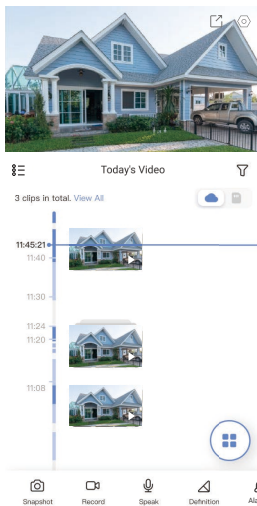 Today's Video
3 clips in total. View All
11:45:21
11:40
11:30
11:24
11:20
11:08
Snapshot
Record
Speak
Definition